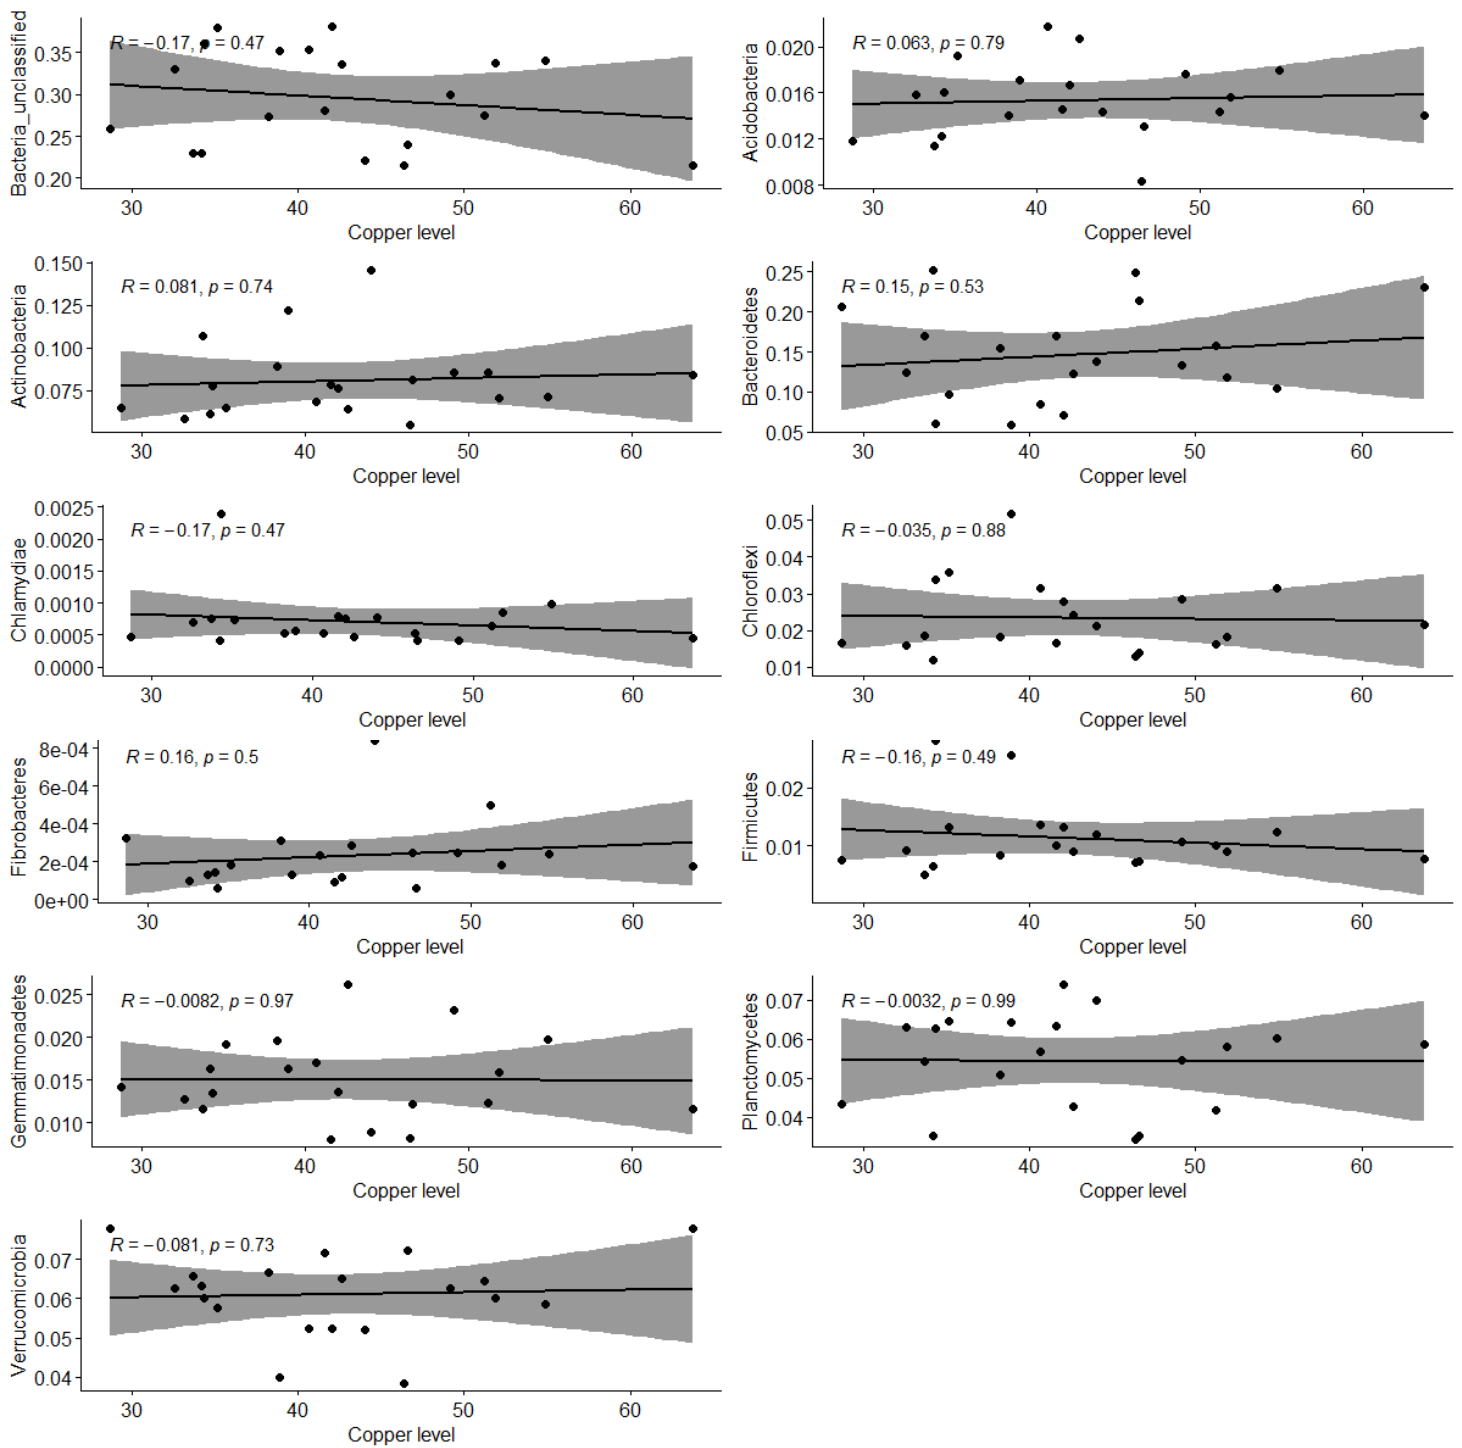 Bacteria_unclassified
R = −0.17, p = 0.47
0.35
0.30
0.25
0.20
30 40 50 60
Copper level
Acidobacteria
R = 0.063, p = 0.79
0.020
0.016
0.012
0.008
30 40 50 60
Copper level
Actinobacteria
R = 0.081, p = 0.74
0.150
0.125
0.100
0.075
30 40 50 60
Copper level
Bacteroidetes
R = 0.15, p = 0.53
0.25
0.20
0.15
0.10
0.05
30 40 50 60
Copper level
Chlamydiae
R = −0.17, p = 0.47
0.0025
0.0020
0.0015
0.0010
0.0005
0.0000
30 40 50 60
Copper level
Chloroflexi
R = −0.035, p = 0.88
0.05
0.04
0.03
0.02
0.01
30 40 50 60
Copper level
Fibrobacteres
R = 0.16, p = 0.5
8e-04
6e-04
4e-04
2e-04
0e+00
30 40 50 60
Copper level
Firmicutes
R = −0.16, p = 0.49
0.02
0.01
30 40 50 60
Copper level
Gemmatimonadetes
R = −0.0082, p = 0.97
0.025
0.020
0.015
0.010
30 40 50 60
Copper level
Planctomycetes
R = −0.0032, p = 0.99
0.07
0.06
0.05
0.04
30 40 50 60
Copper level
Verrucomicrobia
R = −0.081, p = 0.73
0.07
0.06
0.05
0.04
30 40 50 60
Copper level